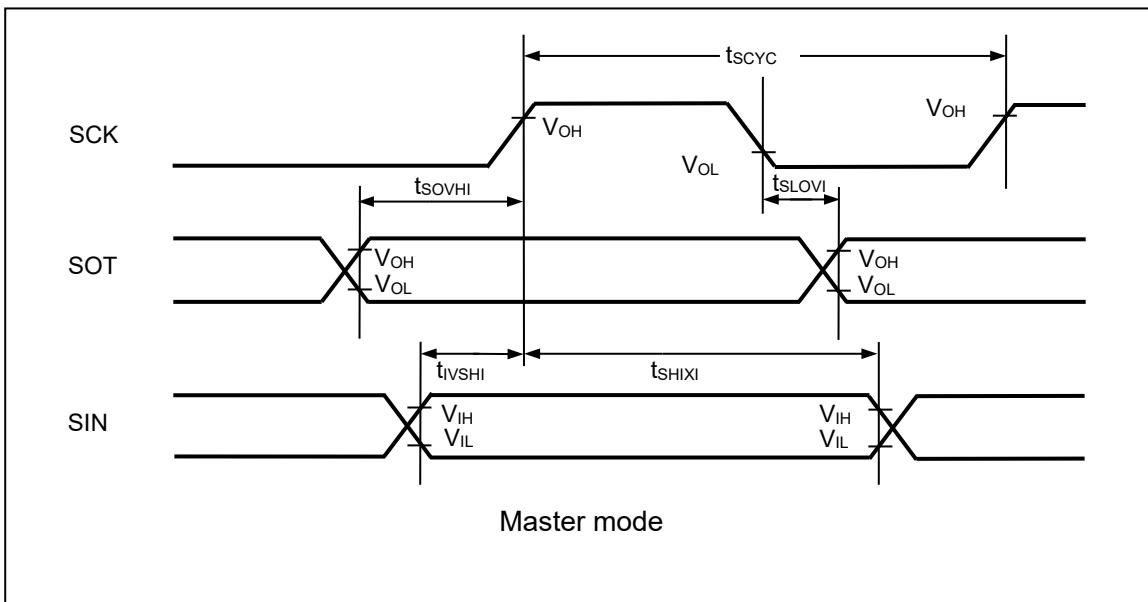 tSCYC
SCK
VOH
VOH
VOL
tSOVHI
tSLOVI
SOT
VOH
VOH
VOL
VOL
tIVSHI
tSHIXI
SIN
VIH
VIH
VIL
VIL
Master mode